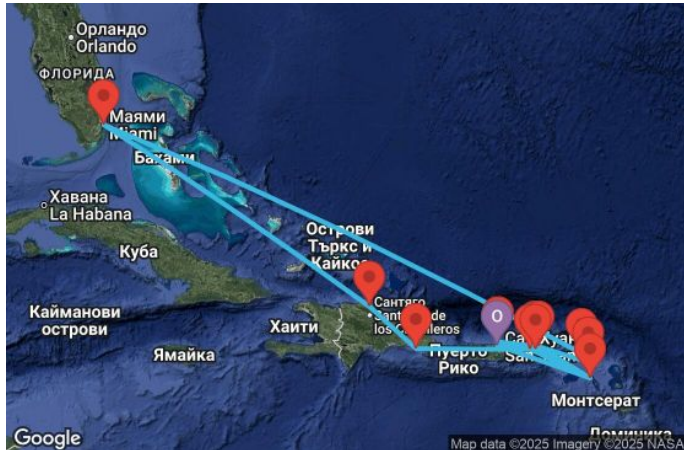 Орландо
Orlando
ФЛОРИДА
Маями
Miami
Бахами
Хавана
La Habana
Куба
Острови
Търкс и
Кайкос
Сантяго
de
los
Кайманови
острови
Хаити
Ямайка
Пуерто
Рико
O
Монтсерат
Доминика
Google
Map data ©2025 Imagery ©2025 NASA